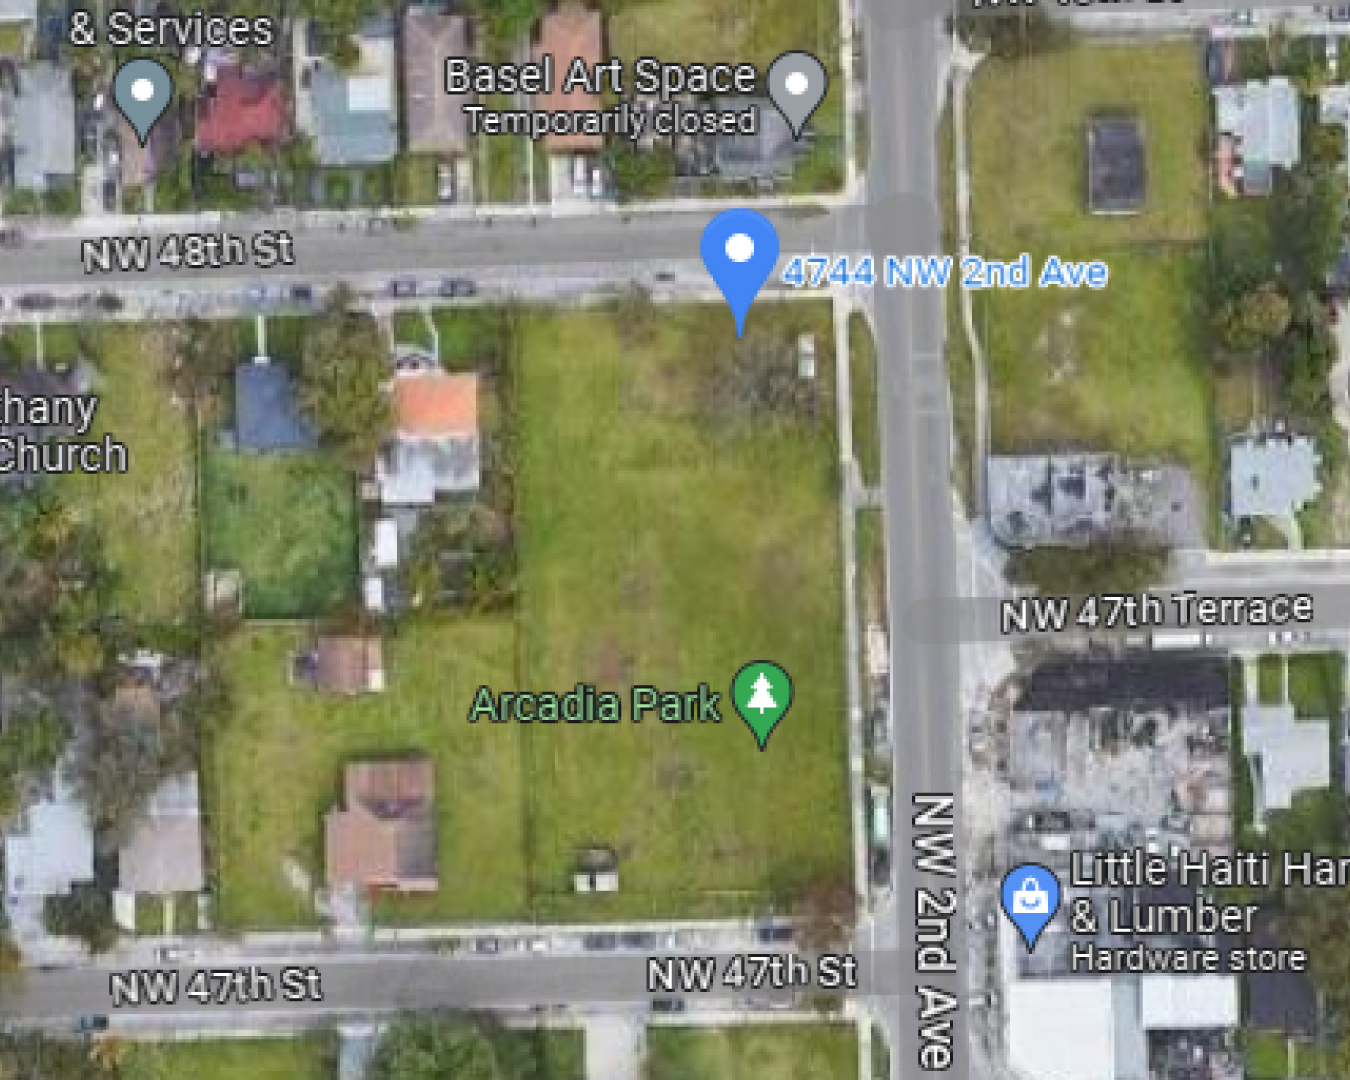 & Services
Basel Art Space
Temporarily closed
NW 48th St
4744 NW 2nd Ave
thany
Church
NW 47th Terrace
Arcadia Park
NW 2nd Ave
Little Haiti Har
& Lumber
Hardware store
NW 47th St
NW 47th St